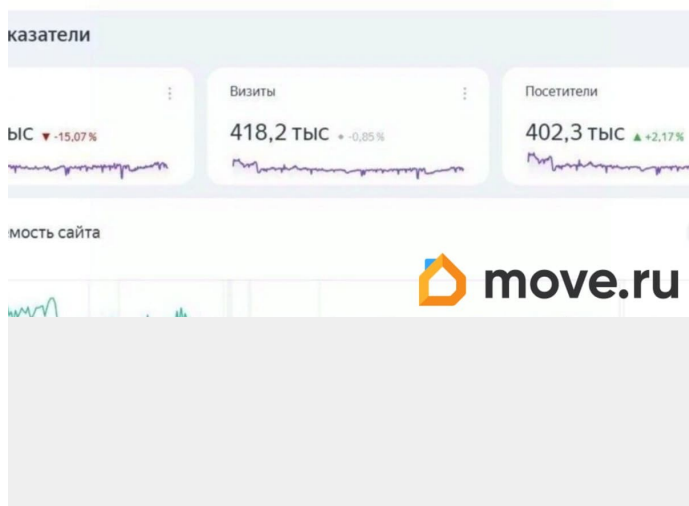 казатели
Визиты
Посетители
ыс ▼ -15,07%
418,2 тыс • -0,85%
402,3 тыс ▲ +2,17%
мость сайта
move.ru